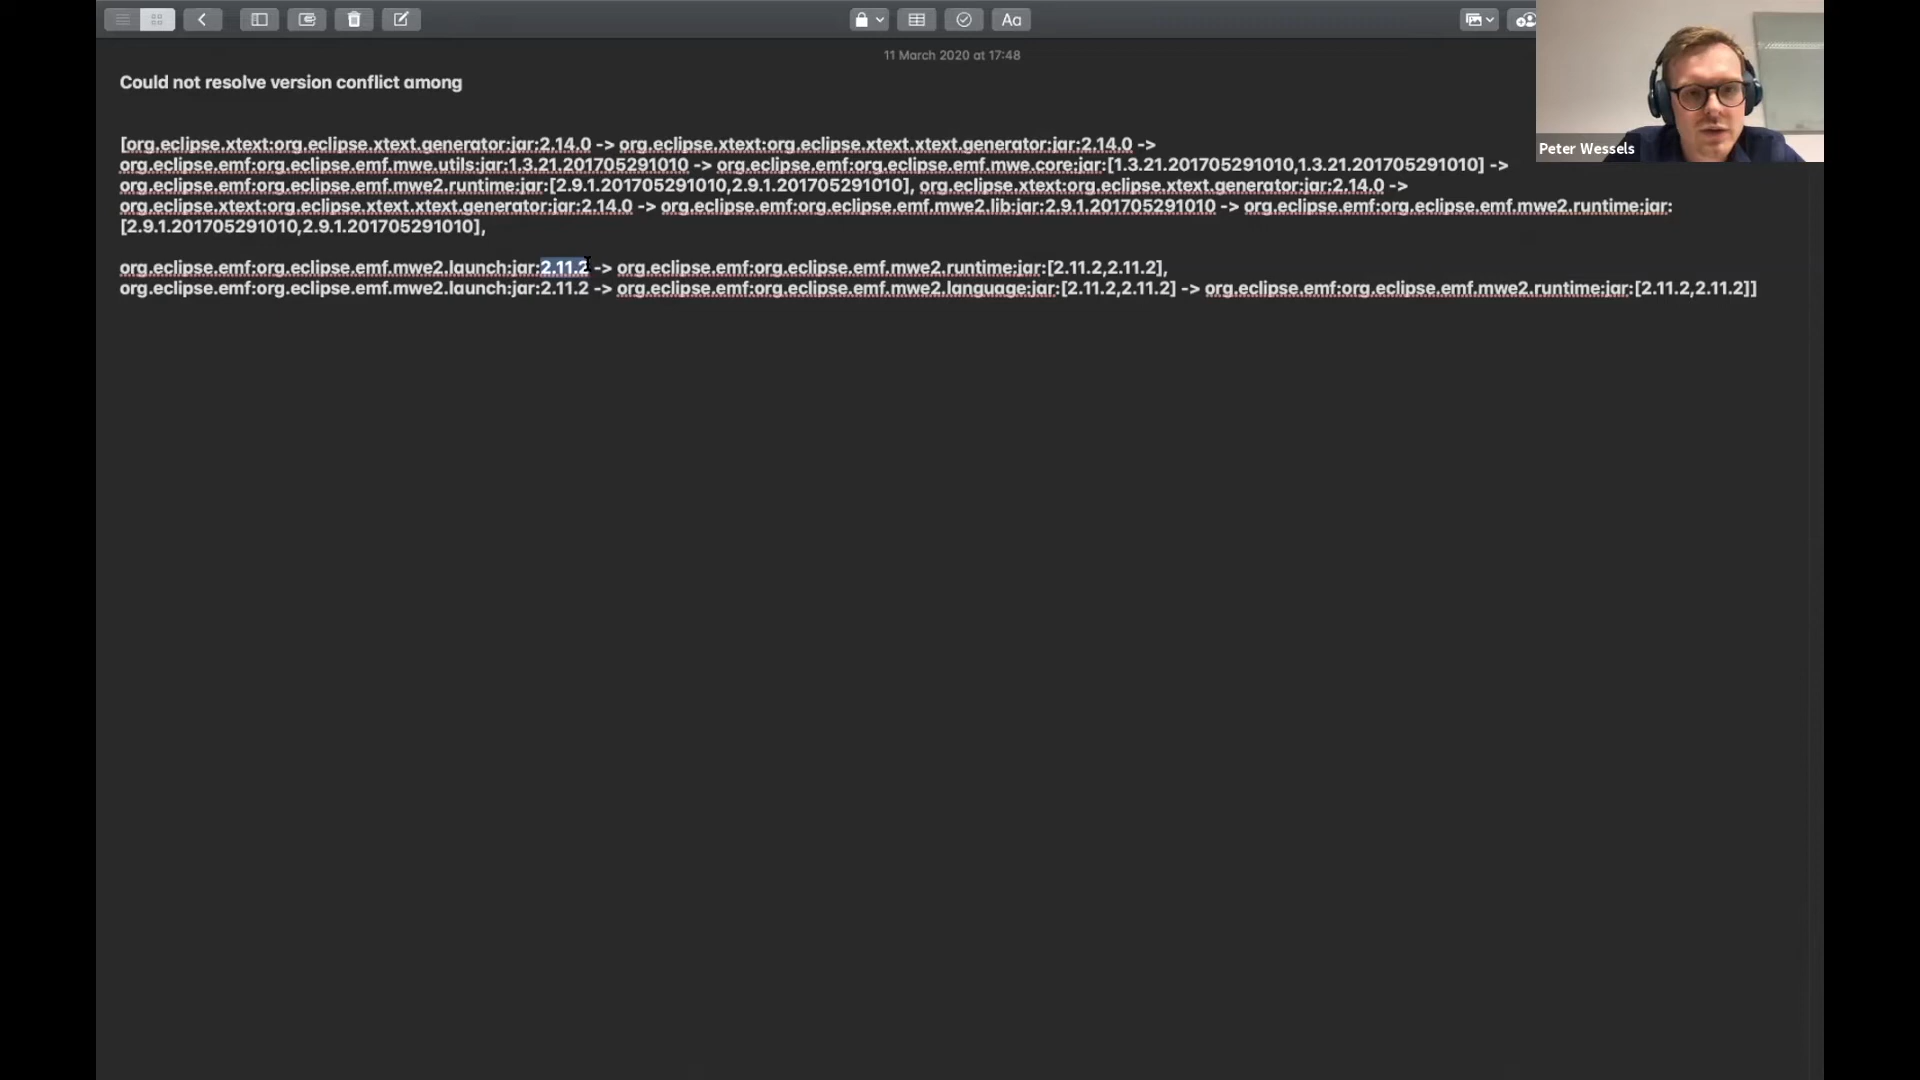 Aa
11 March 2020 at 17:48
Could not resolve version conflict among
[org.eclipse.xtext:org.eclipse.xtext.generator:jar:2.14.0 -> org.eclipse.xtext:org.eclipse.xtext.xtext.generator:jar:2.14.0 ->
org.eclipse.emf:org.eclipse.emf.mwe.utils:jar:1.3.21.201705291010 -> org.eclipse.emf:org.eclipse.emf.mwe.core:jar:[1.3.21.201705291010,1.3.21.201705291010] ->
org.eclipse.emf:org.eclipse.emf.mwe2.runtime:jar:[2.9.1.201705291010,2.9.1.201705291010], org.eclipse.xtext:org.eclipse.xtext.generator:jar:2.14.0 ->
org.eclipse.xtext:org.eclipse.xtext.xtext.generator:jar:2.14.0 -> org.eclipse.emf:org.eclipse.emf.mwe2.lib:jar:2.9.1.201705291010 -> org.eclipse.emf:org.eclipse.emf.mwe2.runtime:jar:
[2.9.1.201705291010,2.9.1.201705291010],
org.eclipse.emf:org.eclipse.emf.mwe2.launch:jar:2.11.2 -> org.eclipse.emf:org.eclipse.emf.mwe2.runtime:jar:[2.11.2,2.11.2],
org.eclipse.emf:org.eclipse.emf.mwe2.launch:jar:2.11.2 -> org.eclipse.emf:org.eclipse.emf.mwe2.language:jar:[2.11.2,2.11.2] -> org.eclipse.emf:org.eclipse.emf.mwe2.runtime:jar:[2.11.2,2.11.2]]
Peter Wessels